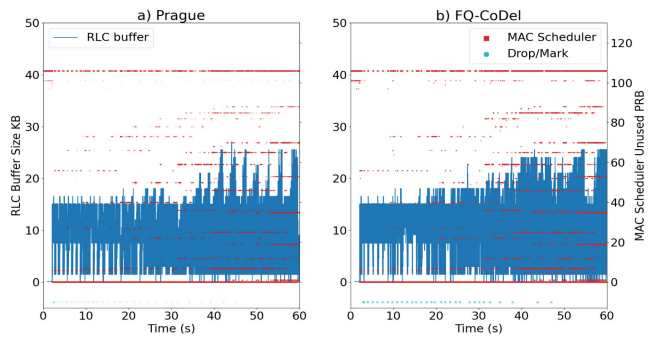 a) Prague
b) FQ-CoDel
RLC buffer
MAC Scheduler
Drop/Mark
RLC Buffer Size KB
50
40
30
20
10
0
0 10 20 30 40 50 60
Time (s)
50
40
30
20
10
0
0 10 20 30 40 50 60
Time (s)
120
100
80
60
40
20
0
MAC Scheduler Unused PRB